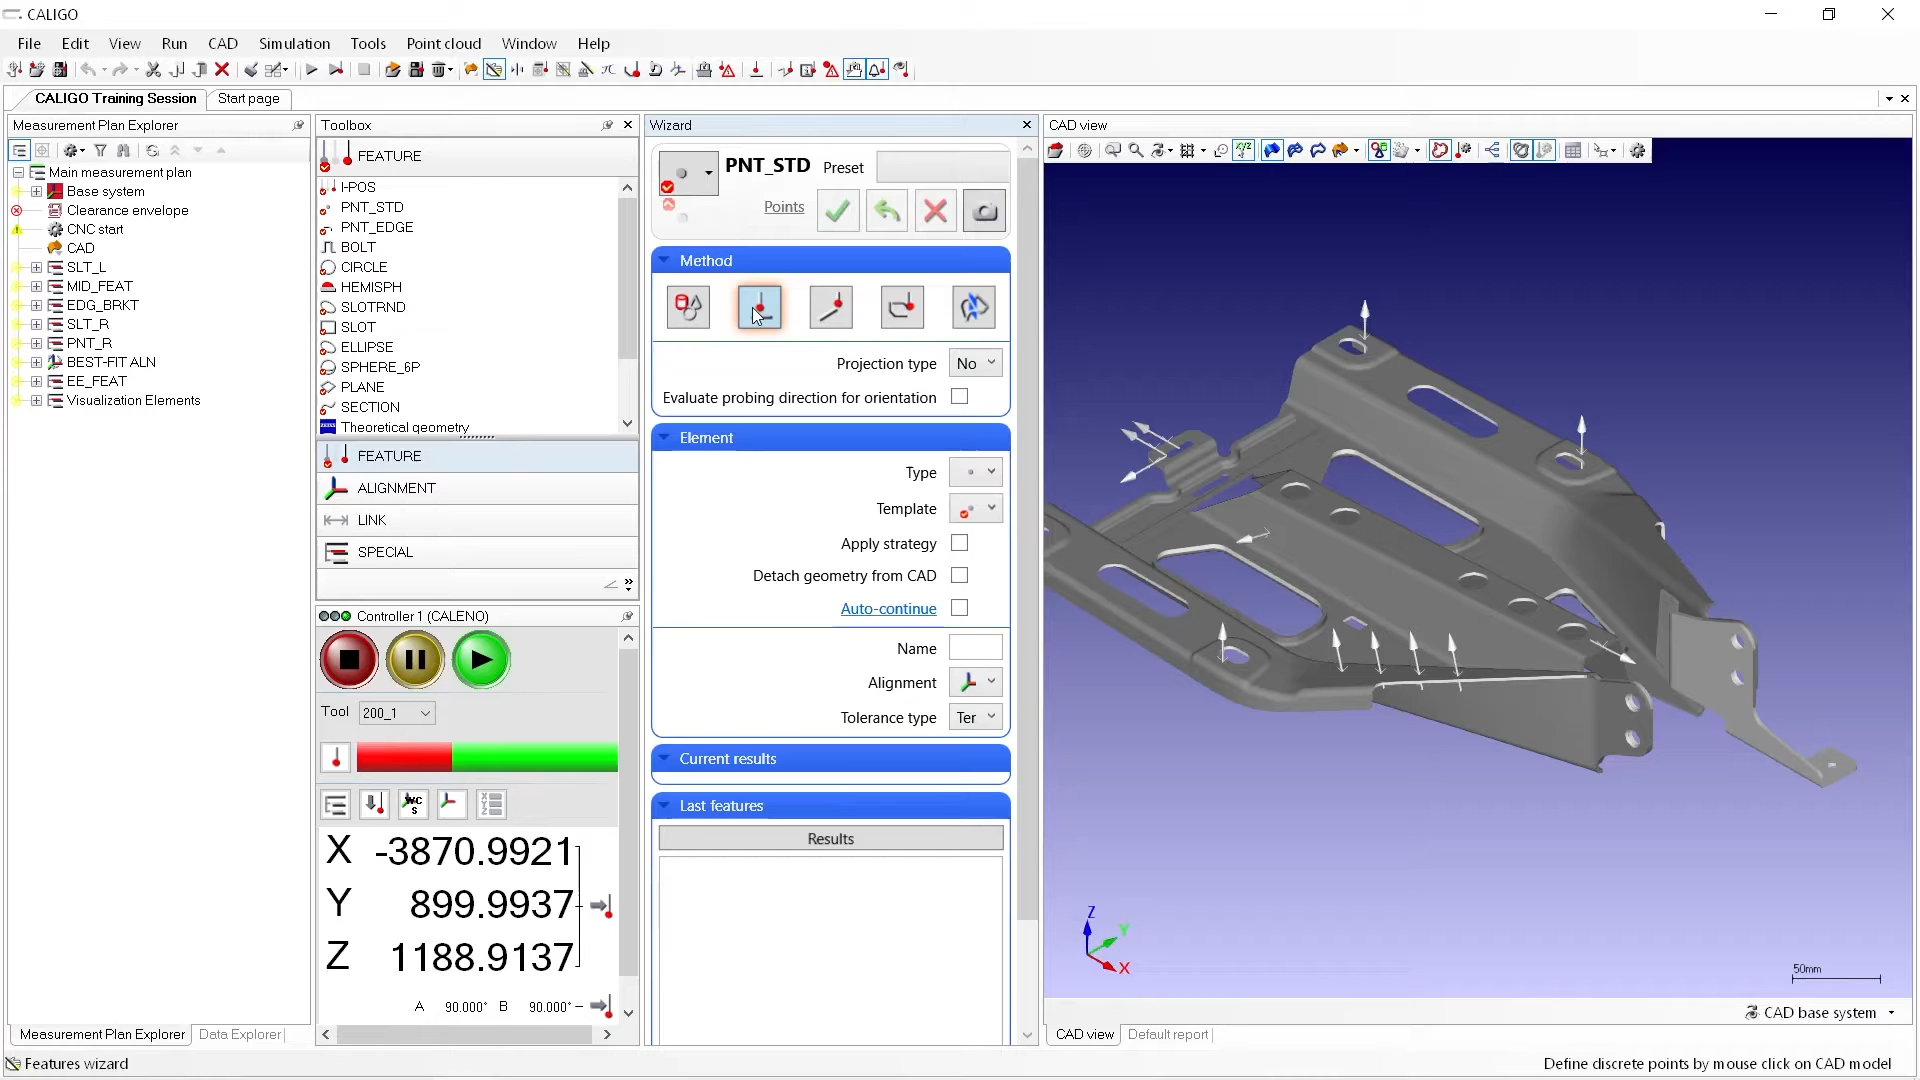 CALIGO
File Edit View Run CAD Simulation Tools Point cloud Window Help
CALIGO Training Session Start page
Measurement Plan Explorer
Main measurement plan
Base system
Clearance envelope
CNC start
CAD
SLT_L
MID_FEAT
EDG_BRKT
SLT_R
PNT_R
BEST-FIT ALN
EE_FEAT
Visualization Elements
Measurement Plan Explorer Data Explorer
Toolbox
FEATURE
I-POS
PNT_STD
PNT_EDGE
BOLT
CIRCLE
HEMISPH
SLOTRND
SLOT
ELLIPSE
SPHERE_6P
PLANE
SECTION
Theoretical geometry
FEATURE
ALIGNMENT
LINK
SPECIAL
Controller 1 (CALENO)
Tool 200_1
WC
S
X -3870.9921
Y 899.9937
Z 1188.9137
A 90.000° B 90.000°
Wizard
PNT_STD Preset
Points
Method
Projection type No
Evaluate probing direction for orientation
Element
Type
Template
Apply strategy
Detach geometry from CAD
Auto-continue
Name
Alignment
Tolerance type Ter
Current results
Last features
Results
CAD view
Z
Y
X
50mm
CAD base system
CAD view Default report
Features wizard
Define discrete points by mouse click on CAD model